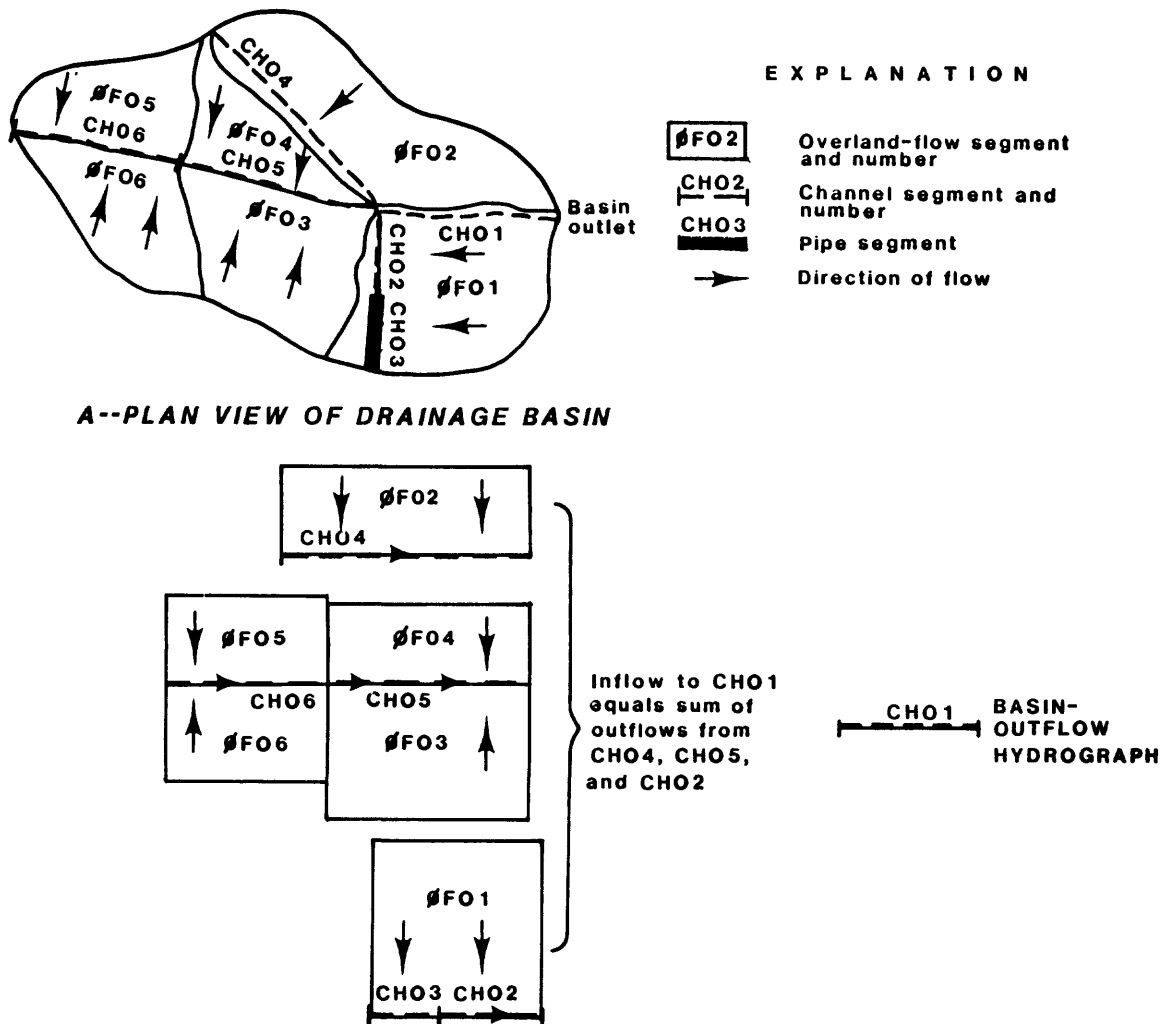 CHO4
ØFO5
CHO6
ØFO4
CHO5
ØFO2
ØFO6
ØFO3
Basin
outlet
CHO1
CHO2
CHO3
ØFO1
EXPLANATION
ØFO2
Overland-flow segment
and number
CHO2
Channel segment and
number
CHO3
Pipe segment
Direction of flow
A--PLAN VIEW OF DRAINAGE BASIN
ØFO2
CHO4
ØFO5
ØFO4
CHO6
CHO5
ØFO6
ØFO3
Inflow to CHO1
equals sum of
outflows from
CHO4, CHO5,
and CHO2
CHO1
BASIN-
OUTFLOW
HYDROGRAPH
ØFO1
CHO3
CHO2